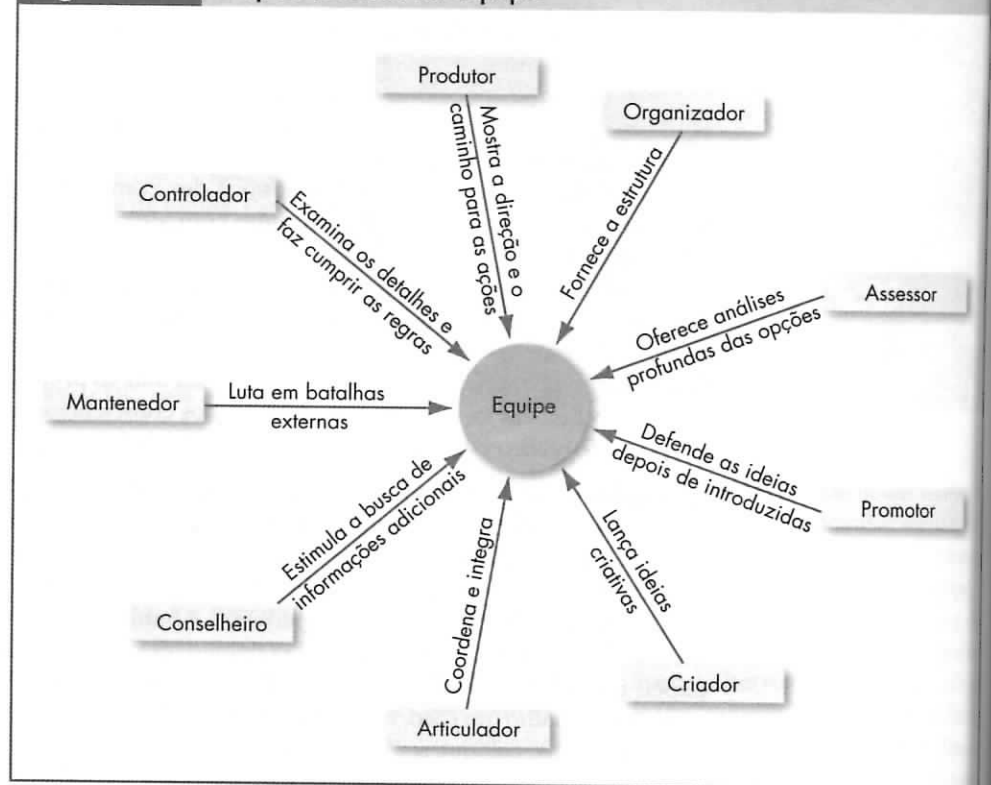 Produtor
Mostra a direção e o
caminho para as ações
Organizador
Fornece a estrutura
Assessor
Oferece análises
profundas das opções
Promotor
Defende as ideias
depois de introduzidas
Criador
Lança ideias
criativas
Articulador
Coordena e integra
Conselheiro
Estimula a busca de
informações adicionais
Mantenedor
Luta em batalhas
externas
Controlador
Examina os detalhes e
faz cumprir as regras
Equipe